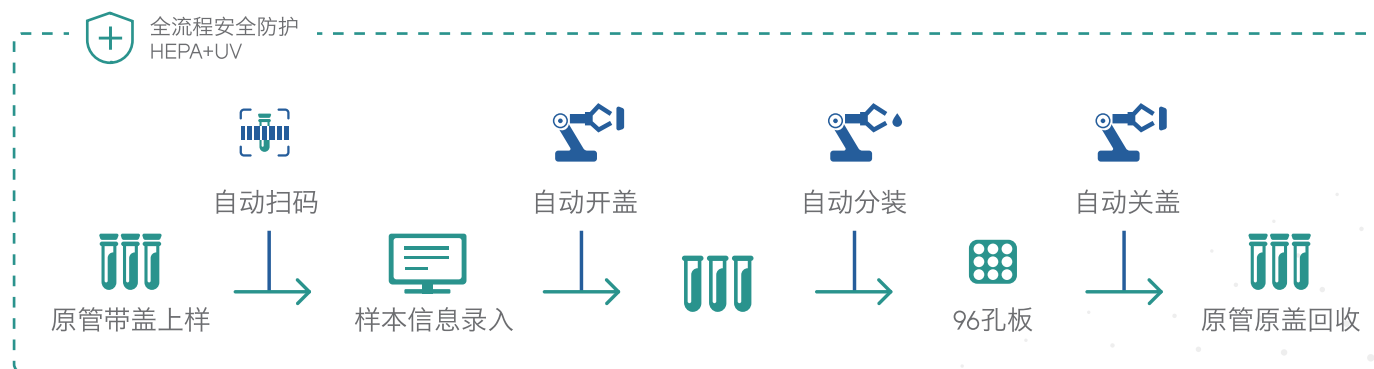 全流程安全防护
HEPA+UV
自动扫码
自动开盖
自动分装
自动关盖
原管带盖上样
样本信息录入
96孔板
原管原盖回收